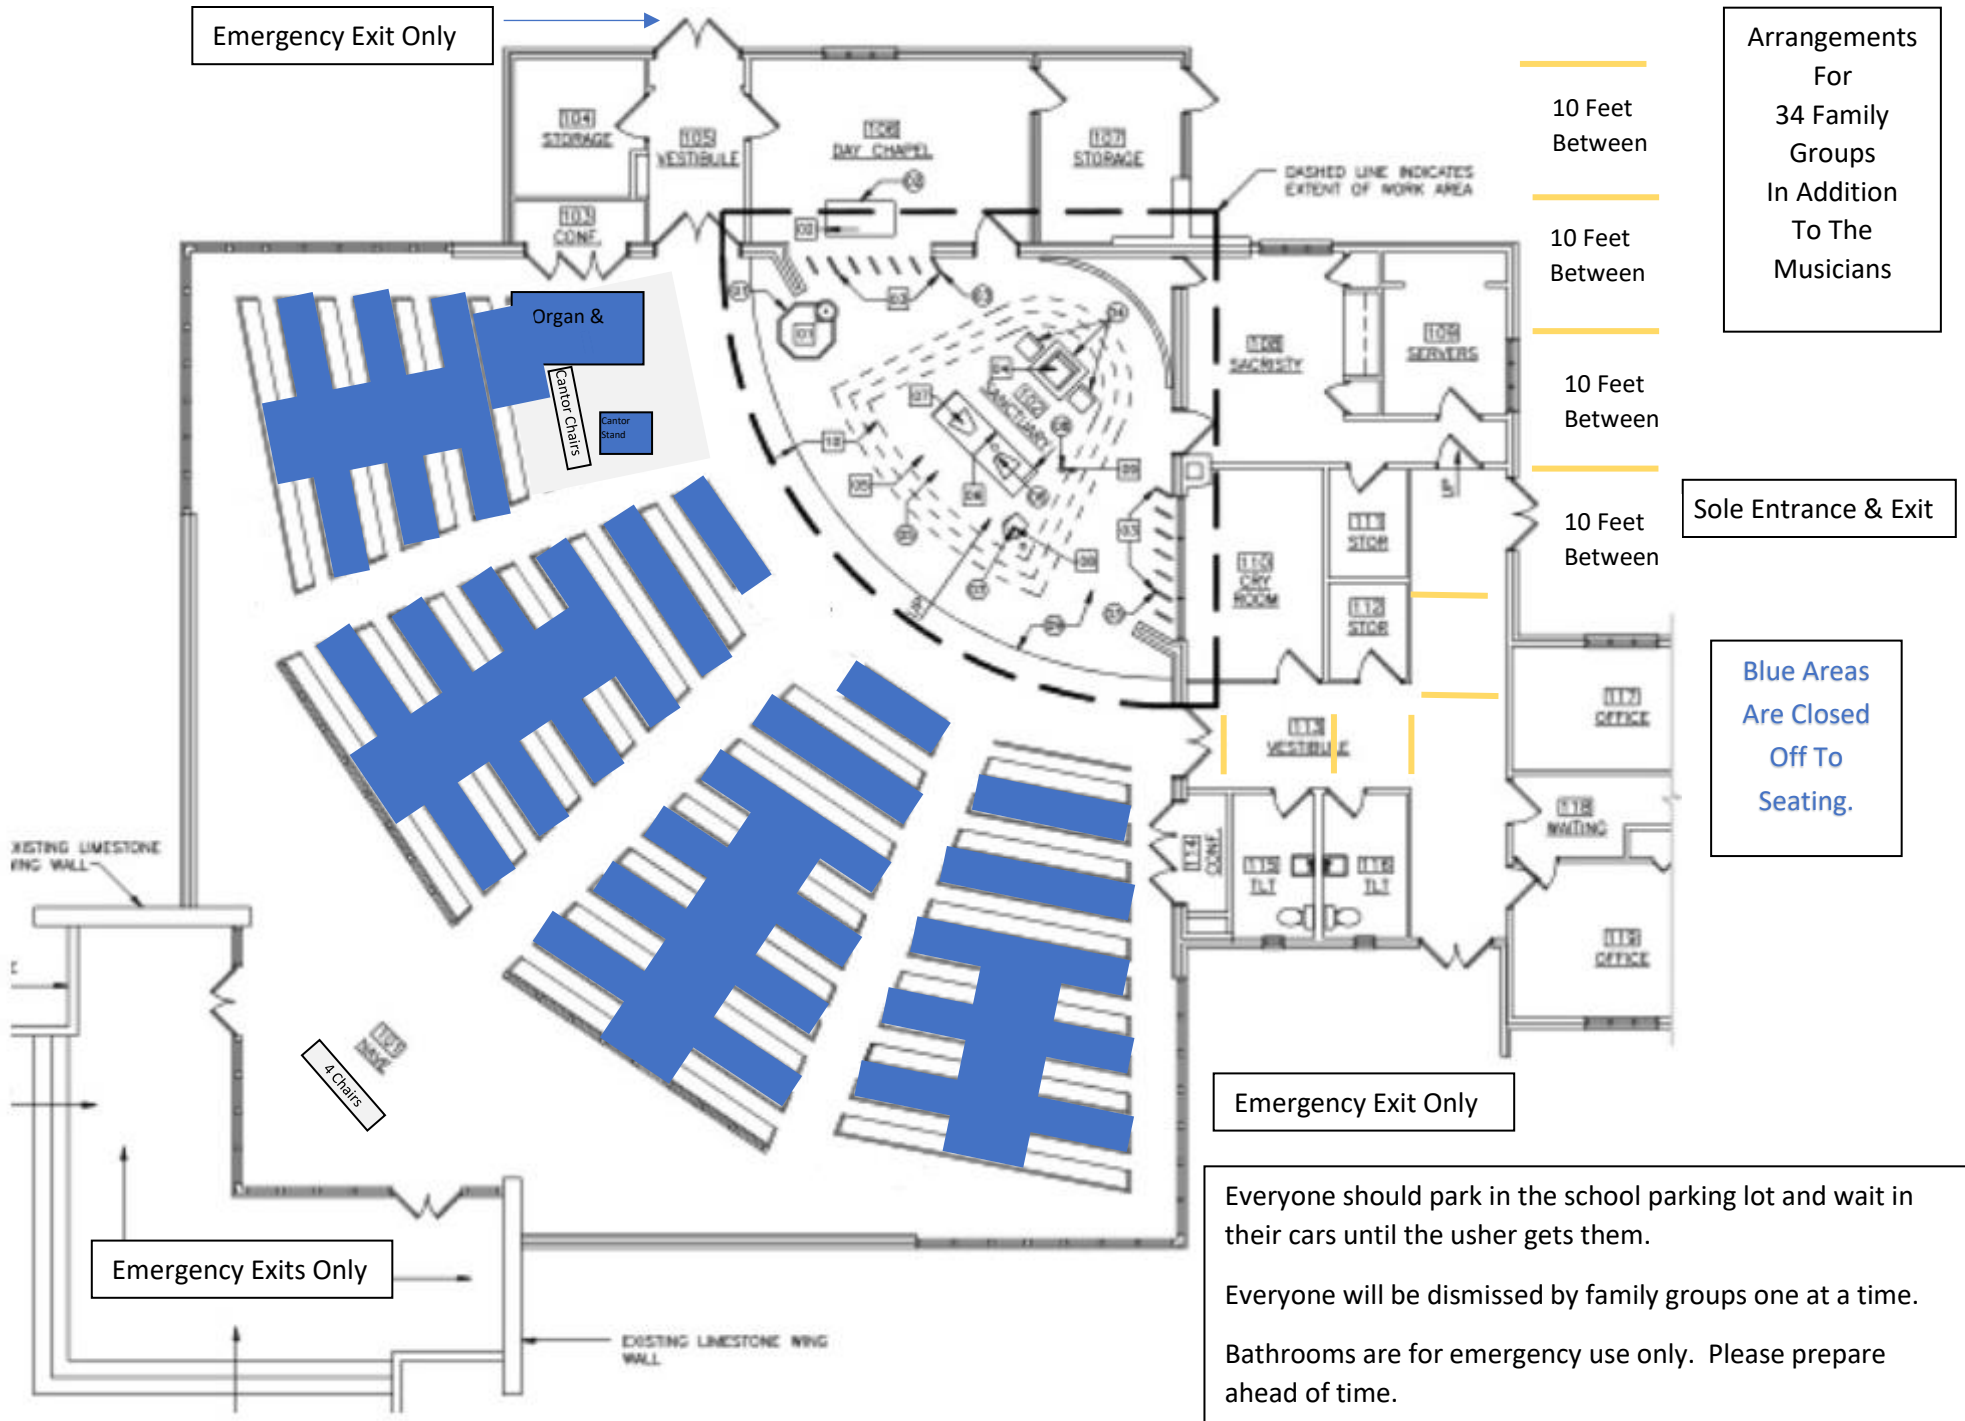 Emergency Exit Only
Arrangements
For
34 Family
Groups
In Addition
To The
Musicians
10 Feet
Between
10 Feet
Between
10 Feet
Between
10 Feet
Between
Sole Entrance & Exit
Blue Areas
Are Closed
Off To
Seating.
104
STORAGE
105
VESTIBULE
106
DAY CHAPEL
107
STORAGE
DASHED LINE INDICATES
EXTENT OF WORK AREA
103
CONF.
Organ &
Cantor Chairs
Cantor
Stand
102
SANCTUARY
108
SACRISTY
109
SERVERS
UP
110
CRY
ROOM
111
STOR
112
STOR
113
VESTIBULE
114
CONF.
115
TLT
116
TLT
117
OFFICE
118
WAITING
119
OFFICE
EXISTING LIMESTONE
WING WALL
101
NAVE
4 Chairs
Emergency Exit Only
Emergency Exits Only
EXISTING LIMESTONE WING
WALL
Everyone should park in the school parking lot and wait in
their cars until the usher gets them.
Everyone will be dismissed by family groups one at a time.
Bathrooms are for emergency use only.  Please prepare
ahead of time.